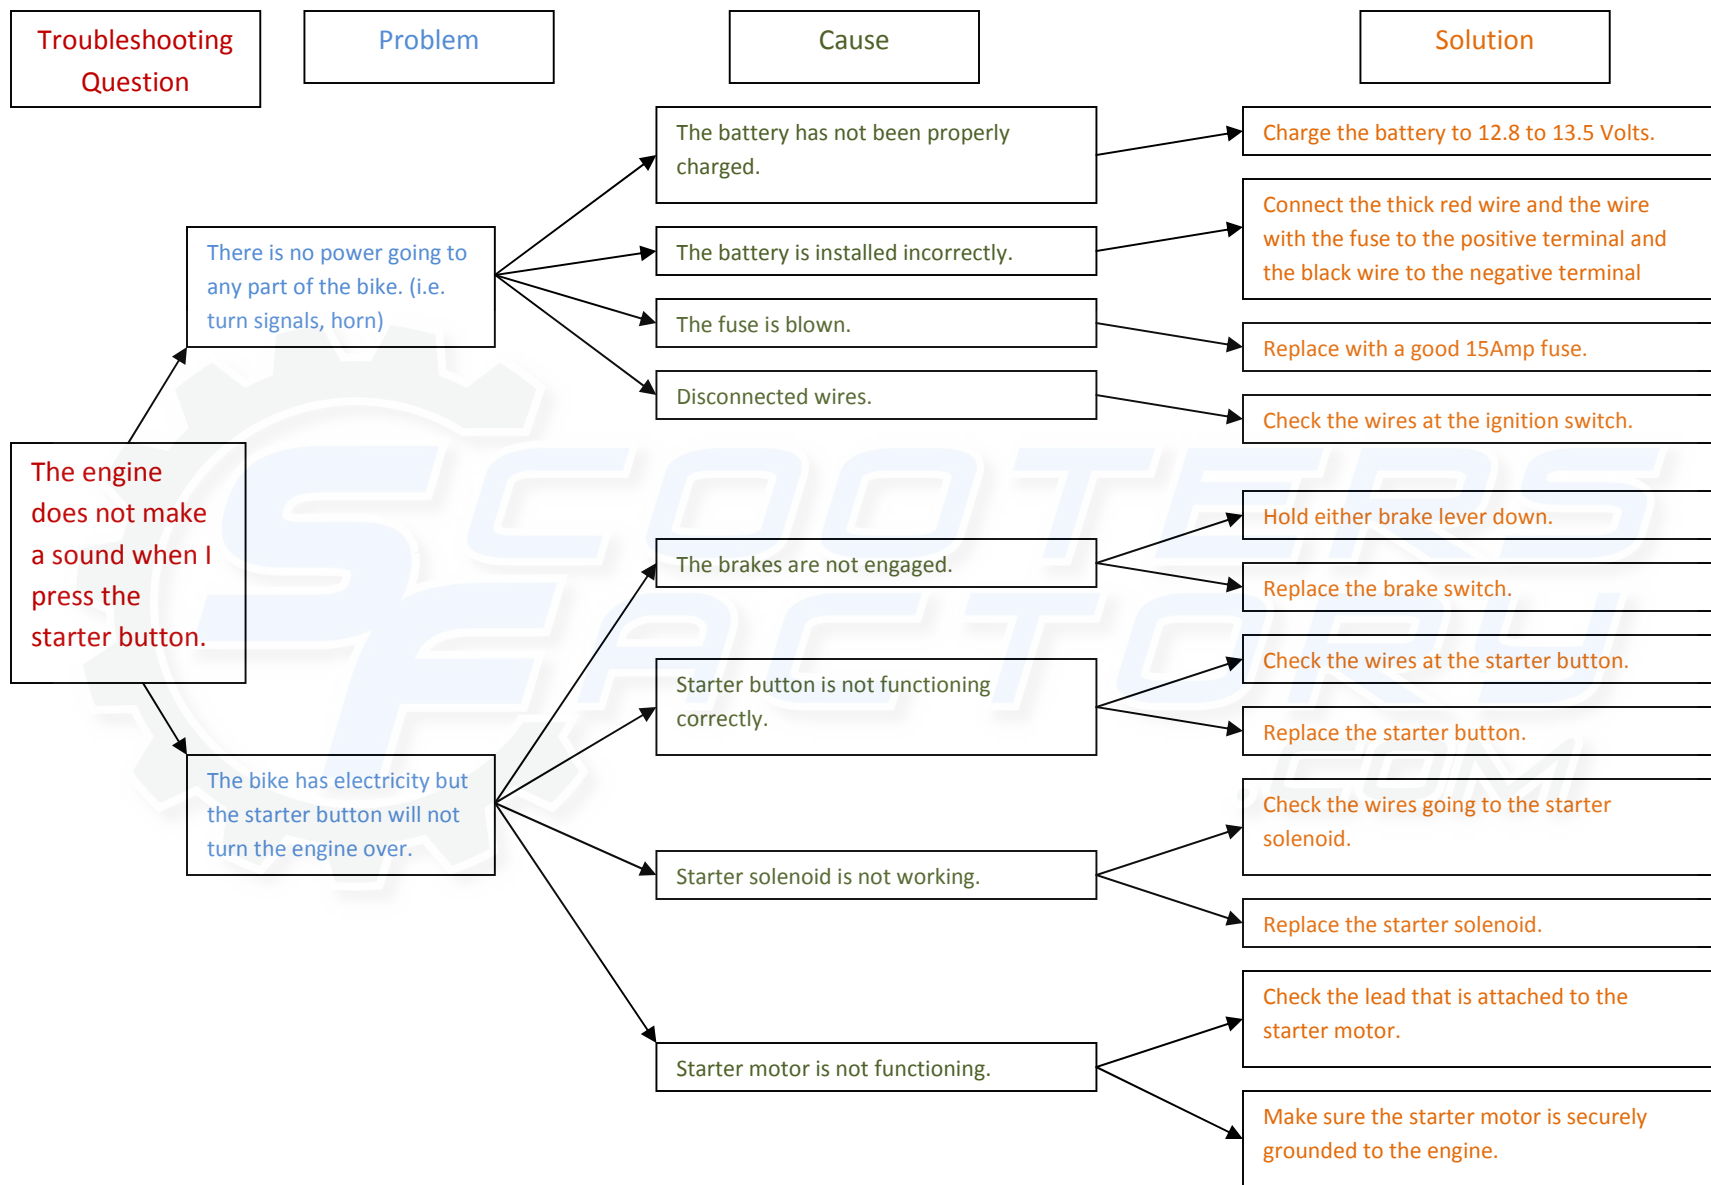 Troubleshooting
Question
Problem
Cause
Solution
The engine
does not make
a sound when I
press the
starter button.
There is no power going to
any part of the bike. (i.e.
turn signals, horn)
The battery has not been properly
charged.
Charge the battery to 12.8 to 13.5 Volts.
The battery is installed incorrectly.
Connect the thick red wire and the wire
with the fuse to the positive terminal and
the black wire to the negative terminal
The fuse is blown.
Replace with a good 15Amp fuse.
Disconnected wires.
Check the wires at the ignition switch.
The bike has electricity but
the starter button will not
turn the engine over.
The brakes are not engaged.
Hold either brake lever down.
Replace the brake switch.
Starter button is not functioning
correctly.
Check the wires at the starter button.
Replace the starter button.
Starter solenoid is not working.
Check the wires going to the starter
solenoid.
Replace the starter solenoid.
Starter motor is not functioning.
Check the lead that is attached to the
starter motor.
Make sure the starter motor is securely
grounded to the engine.
SCOOTERS
FACTORY
.COM